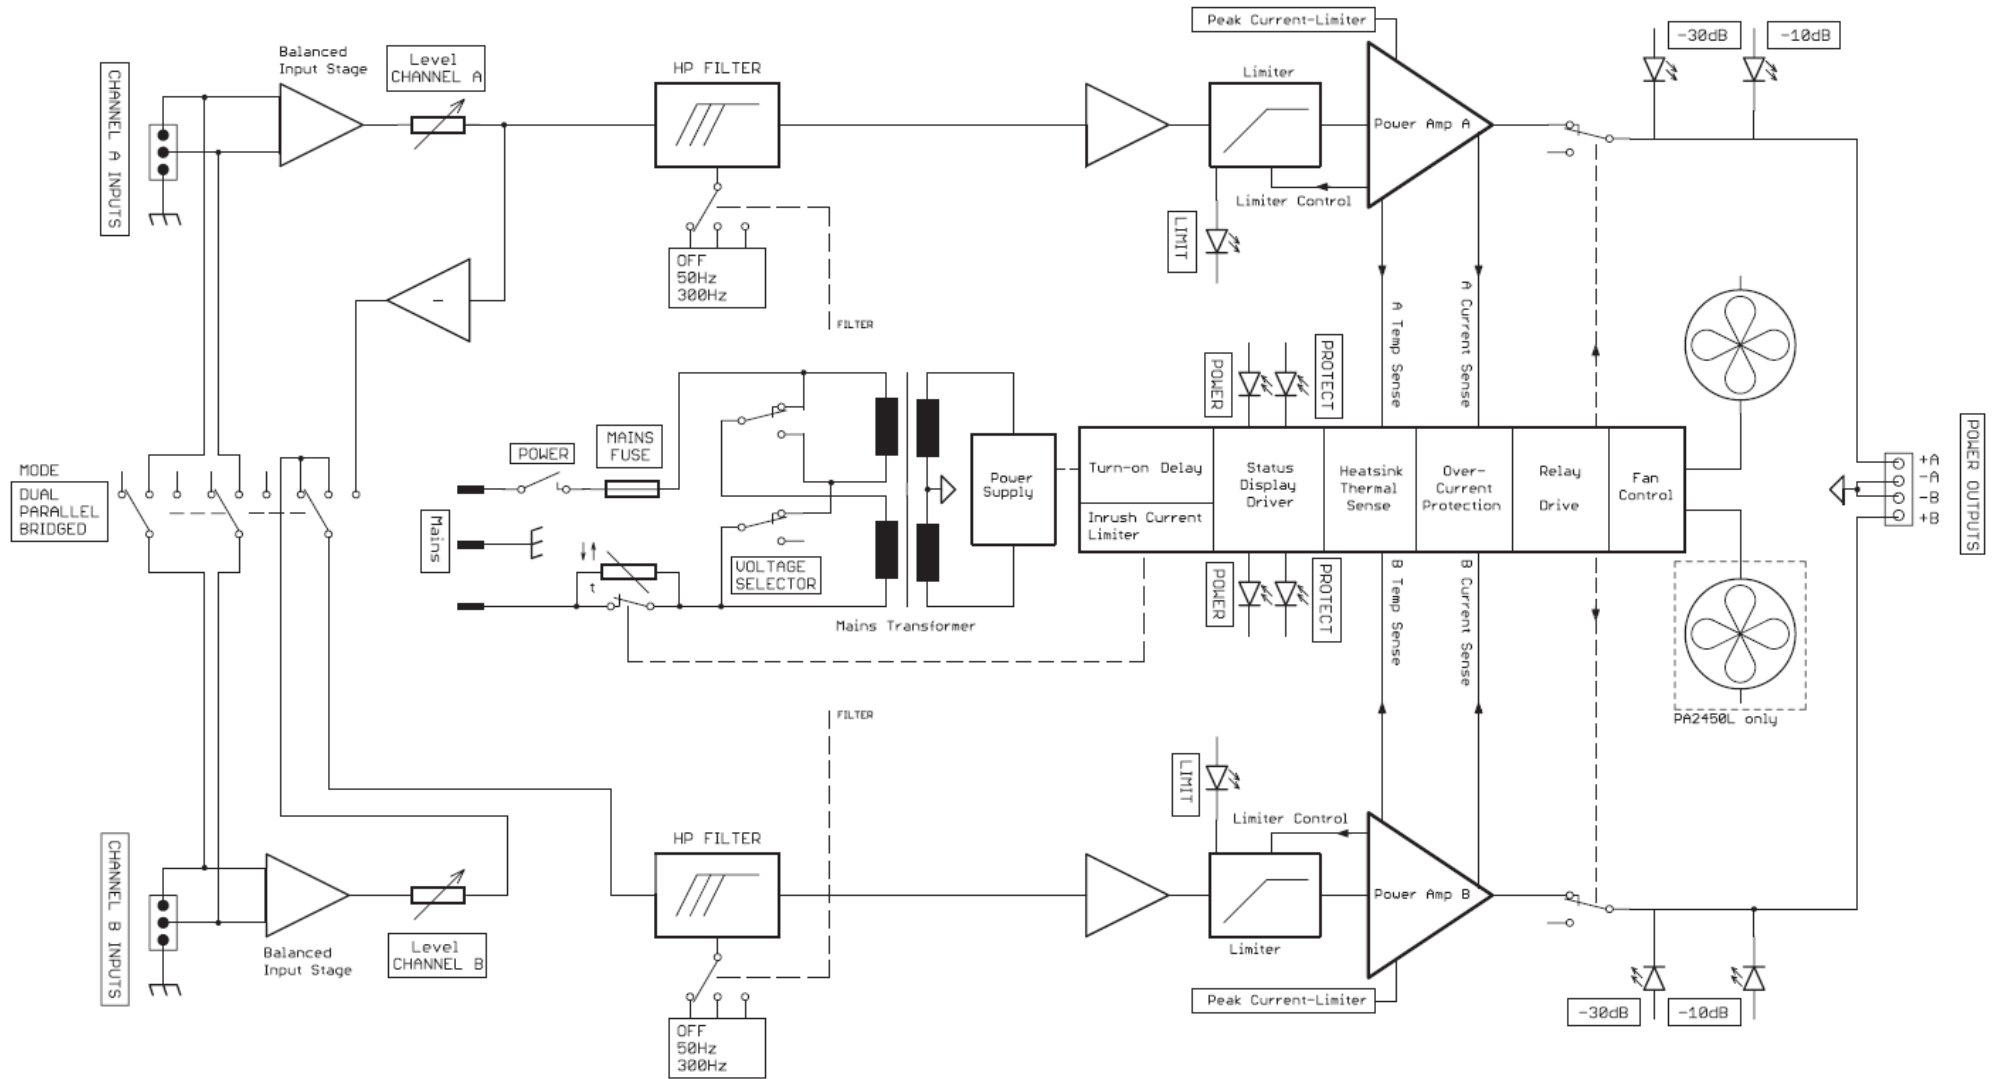 Peak Current-Limiter
-30dB
-10dB
Balanced
Input Stage
Level
CHANNEL A
HP FILTER
Limiter
CHANNEL A INPUTS
Power Amp A
Limiter Control
LIMIT
OFF
50Hz
300Hz
FILTER
A Temp Sense
A Current Sense
POWER
PROTECT
MODE
DUAL
PARALLEL
BRIDGED
POWER
MAINS
FUSE
Mains
t
VOLTAGE
SELECTOR
Mains Transformer
Power
Supply
Turn-on Delay
Inrush Current
Limiter
Status
Display
Driver
Heatsink
Thermal
Sense
Over-
Current
Protection
Relay
Drive
Fan
Control
+A
-A
-B
+B
POWER OUTPUTS
POWER
PROTECT
B Temp Sense
B Current Sense
PA2450L only
FILTER
LIMIT
Limiter Control
HP FILTER
CHANNEL B INPUTS
Power Amp B
Balanced
Input Stage
Level
CHANNEL B
Limiter
Peak Current-Limiter
-30dB
-10dB
OFF
50Hz
300Hz